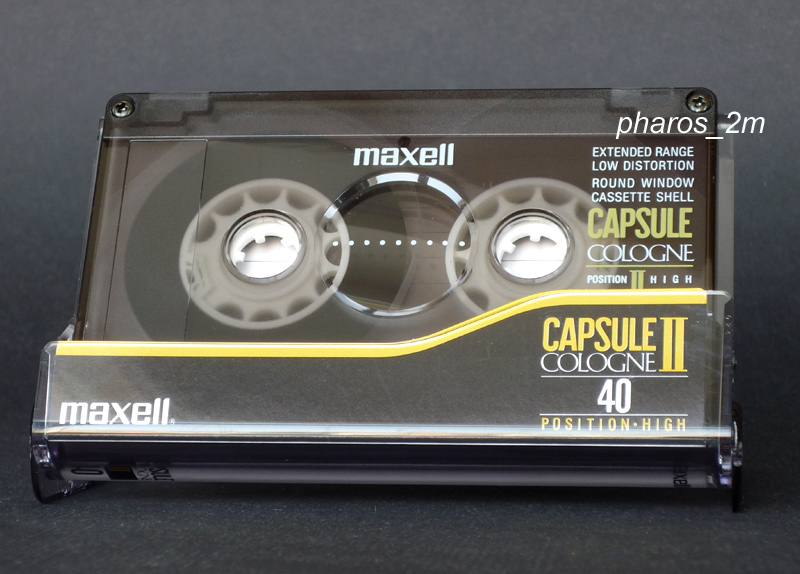 pharos_2m
maxell
EXTENDED RANGE
LOW DISTORTION
ROUND WINDOW
CASSETTE SHELL
CAPSULE
COLOGNE
POSITION II HIGH
CAPSULE II
COLOGNE
40
POSITION·HIGH
maxell